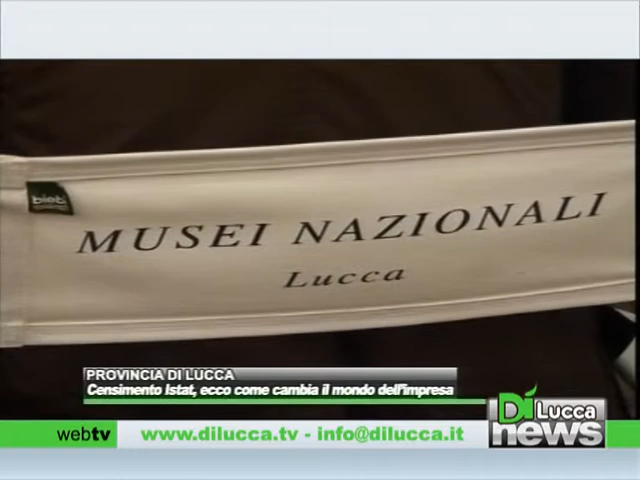 MUSEI NAZIONALI
Lucca
PROVINCIA DI LUCCA
Censimento Istat, ecco come cambia il mondo dell'impresa
Di Lucca
news
webtv www.dilucca.tv - info@dilucca.it